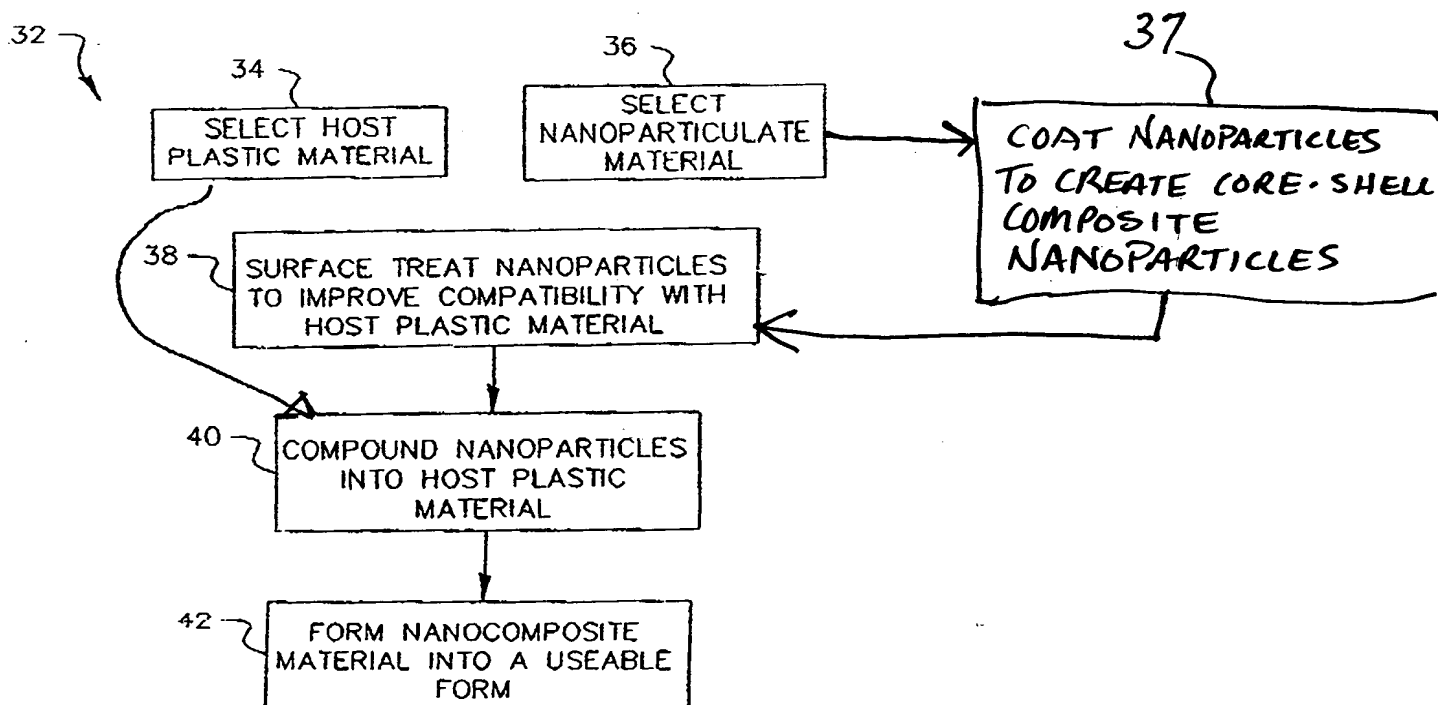 32
34
SELECT HOST
PLASTIC MATERIAL
36
SELECT
NANOPARTICULATE
MATERIAL
37
COAT NANOPARTICLES
TO CREATE CORE-SHELL
COMPOSITE
NANOPARTICLES
38
SURFACE TREAT NANOPARTICLES
TO IMPROVE COMPATIBILITY WITH
HOST PLASTIC MATERIAL
40
COMPOUND NANOPARTICLES
INTO HOST PLASTIC
MATERIAL
42
FORM NANOCOMPOSITE
MATERIAL INTO A USEABLE
FORM